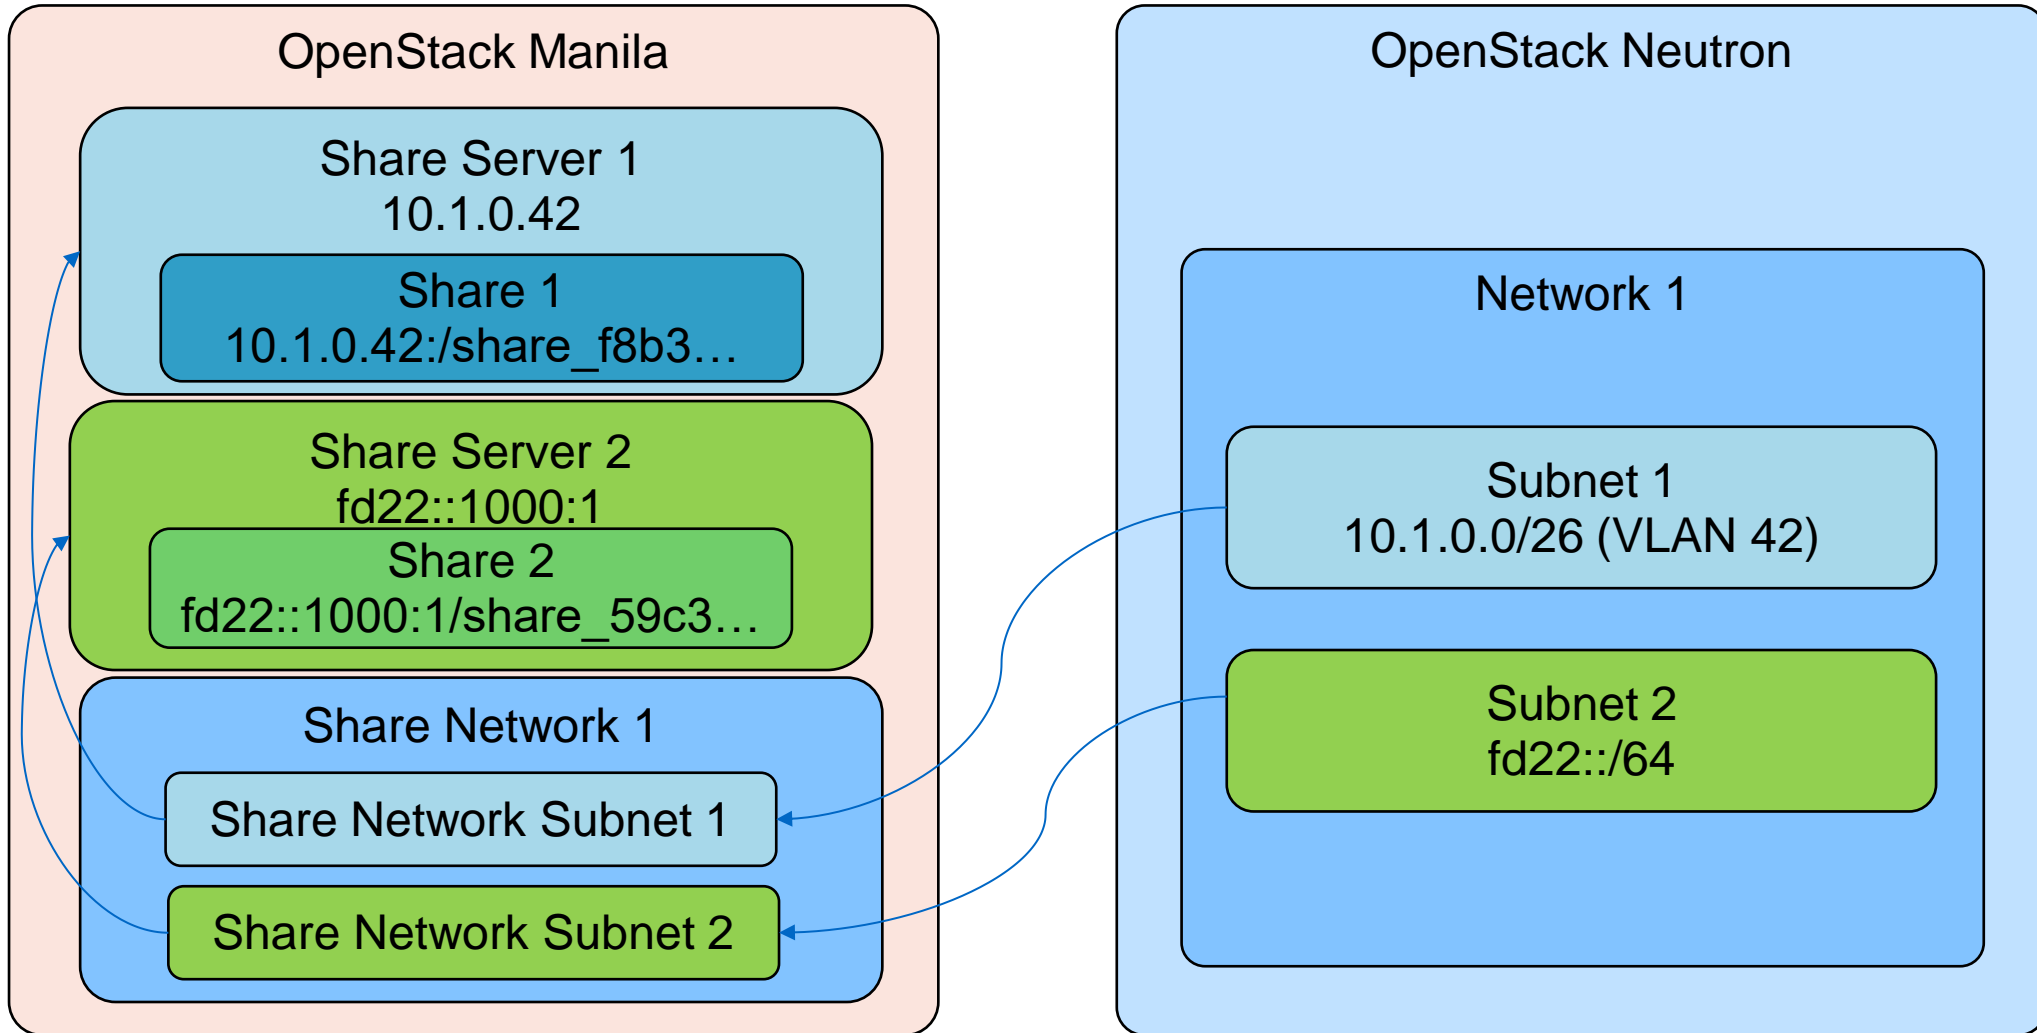 OpenStack Manila
Share Server 1
10.1.0.42
Share 1
10.1.0.42:/share_f8b3…
Share Server 2
fd22::1000:1
Share 2
fd22::1000:1/share_59c3…
Share Network 1
Share Network Subnet 1
Share Network Subnet 2
OpenStack Neutron
Network 1
Subnet 1
10.1.0.0/26 (VLAN 42)
Subnet 2
fd22::/64